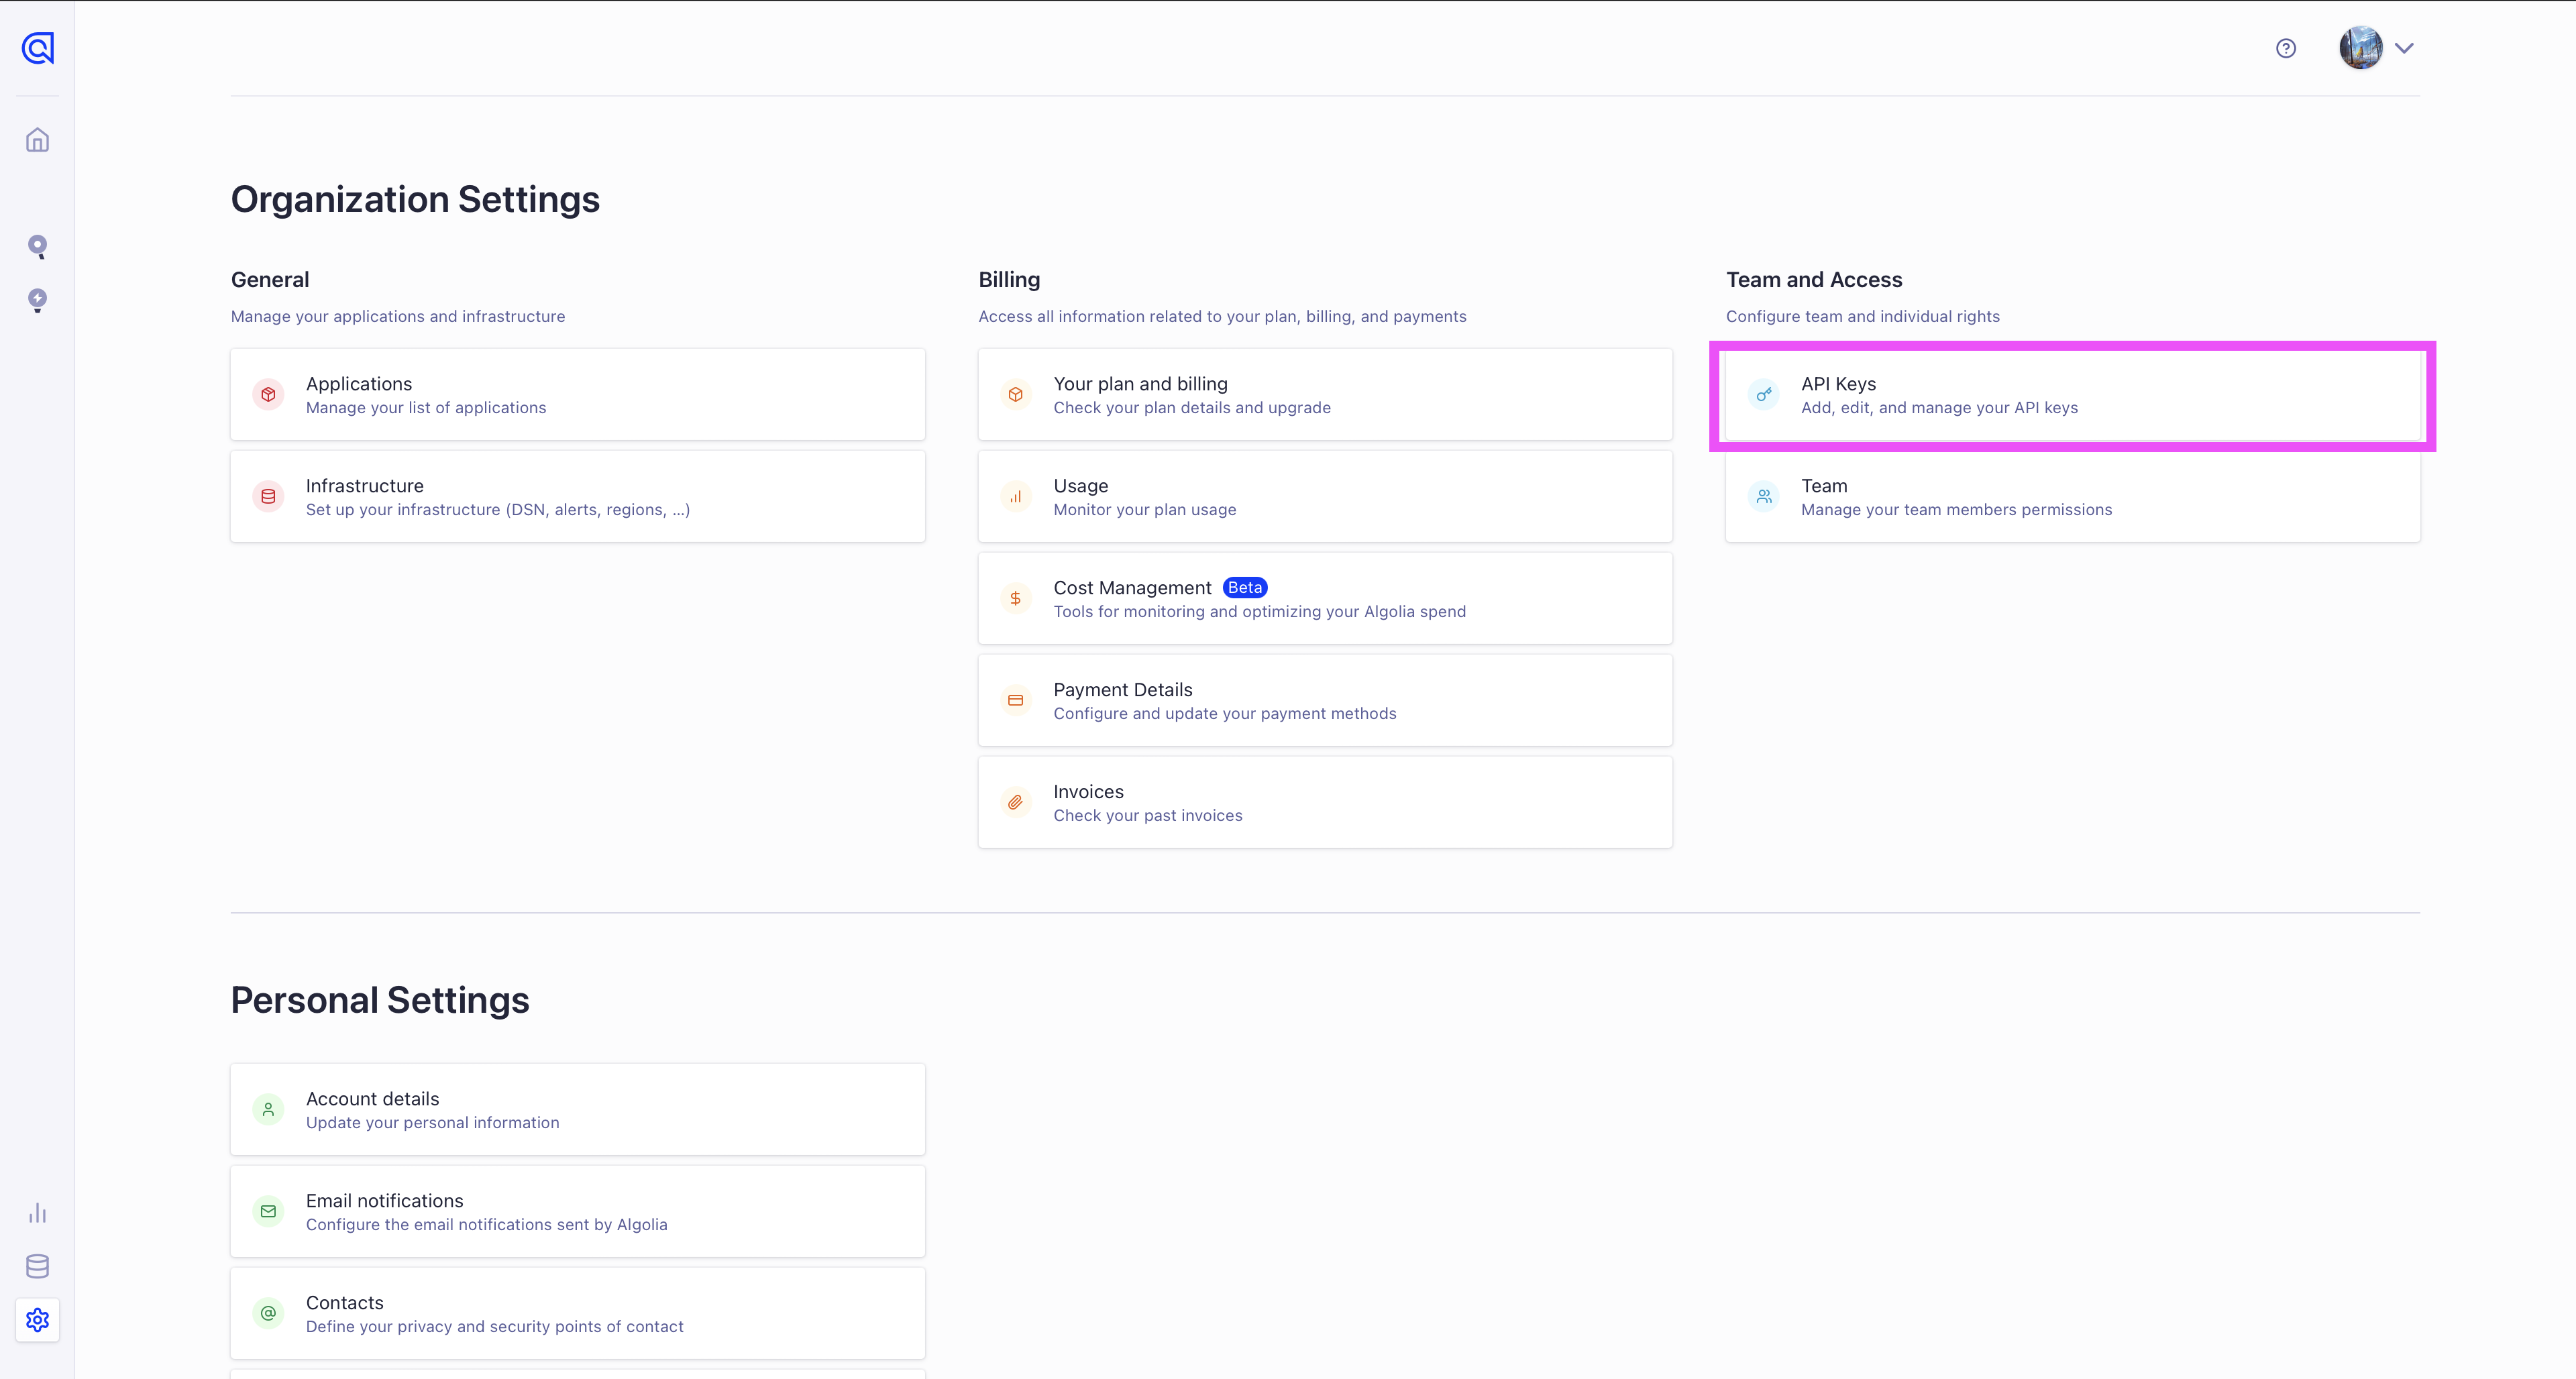 Organization Settings
General
Manage your applications and infrastructure
Applications
Manage your list of applications
Infrastructure
Set up your infrastructure (DSN, alerts, regions, ...)
Billing
Access all information related to your plan, billing, and payments
Your plan and billing
Check your plan details and upgrade
Usage
Monitor your plan usage
Cost Management Beta
Tools for monitoring and optimizing your Algolia spend
Payment Details
Configure and update your payment methods
Invoices
Check your past invoices
Team and Access
Configure team and individual rights
API Keys
Add, edit, and manage your API keys
Team
Manage your team members permissions
Personal Settings
Account details
Update your personal information
Email notifications
Configure the email notifications sent by Algolia
Contacts
Define your privacy and security points of contact